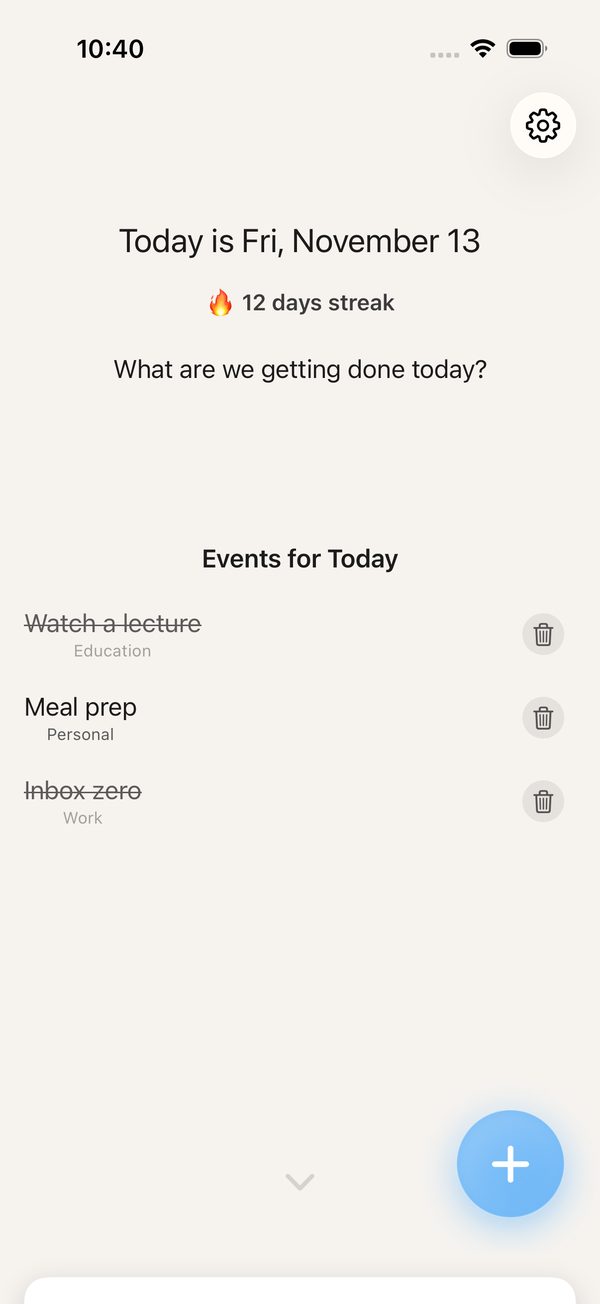 10:40
Today is Fri, November 13
🔥 12 days streak
What are we getting done today?
Events for Today
Watch a lecture
Education
Meal prep
Personal
Inbox zero
Work